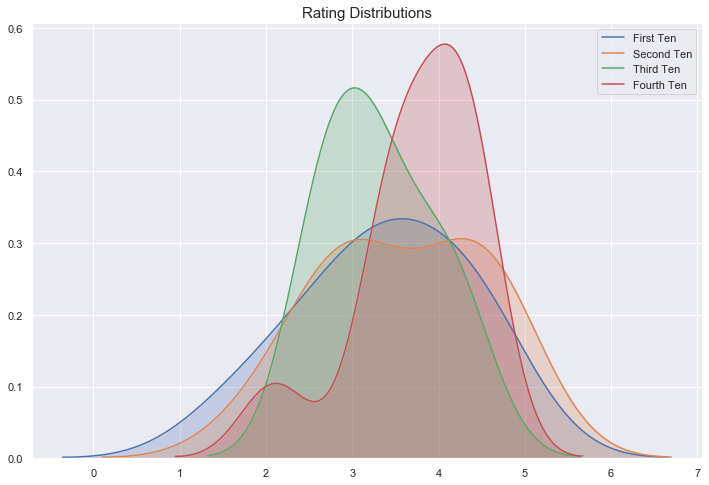 Rating Distributions
First Ten
Second Ten
Third Ten
Fourth Ten
0.6
0.5
0.4
0.3
0.2
0.1
0.0
0 1 2 3 4 5 6 7